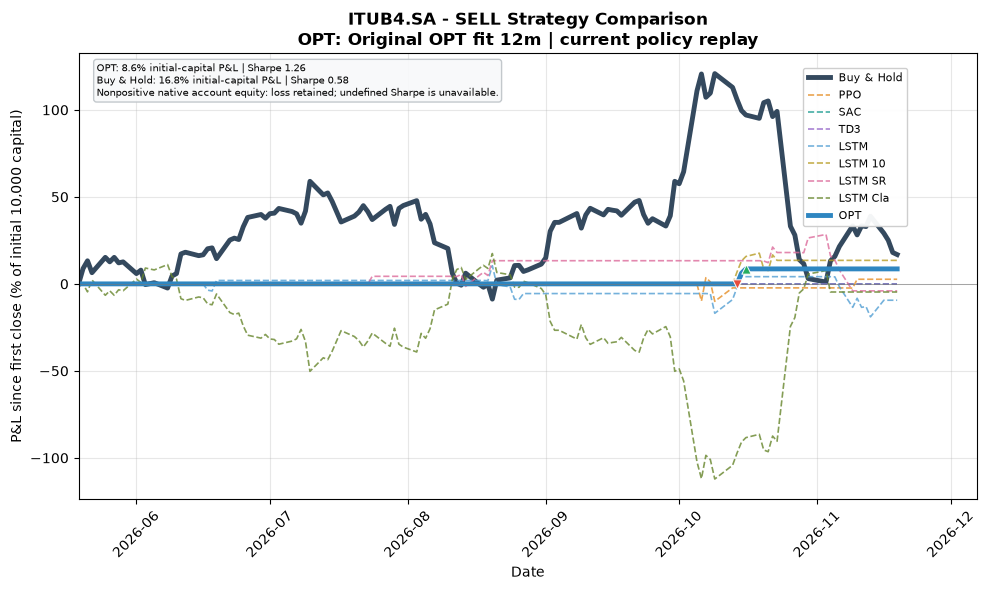 ITUB4.SA - SELL Strategy Comparison
OPT: Original OPT fit 12m | current policy replay
OPT: 8.6% initial-capital P&L | Sharpe 1.26
Buy & Hold: 16.8% initial-capital P&L | Sharpe 0.58
Nonpositive native account equity: loss retained; undefined Sharpe is unavailable.
Buy & Hold
PPO
SAC
TD3
LSTM
LSTM 10
LSTM SR
LSTM Cla
OPT
P&L since first close (% of initial 10,000 capital)
100
50
0
−50
−100
2026-06
2026-07
2026-08
2026-09
2026-10
2026-11
2026-12
Date